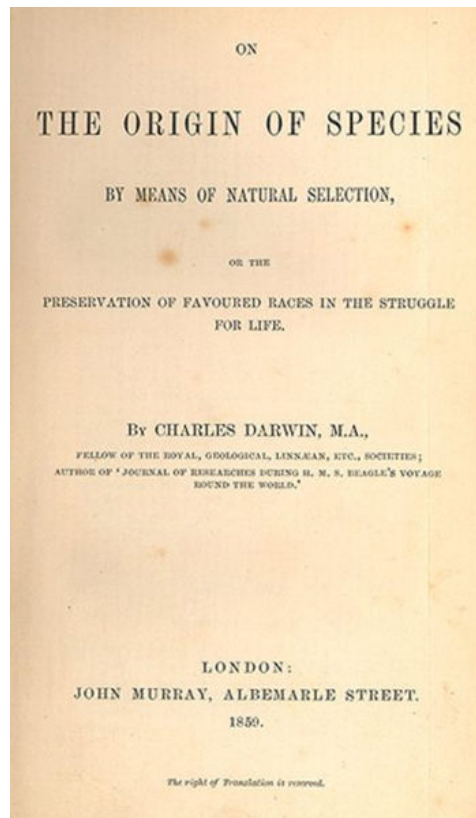 ON
THE ORIGIN OF SPECIES
BY MEANS OF NATURAL SELECTION,
OR THE
PRESERVATION OF FAVOURED RACES IN THE STRUGGLE
FOR LIFE.
BY CHARLES DARWIN, M.A.,
FELLOW OF THE ROYAL, GEOLOGICAL, LINNÆAN, ETC., SOCIETIES;
AUTHOR OF 'JOURNAL OF RESEARCHES DURING H. M. S. BEAGLE'S VOYAGE
ROUND THE WORLD.'
LONDON:
JOHN MURRAY, ALBEMARLE STREET.
1859.
The right of Translation is reserved.